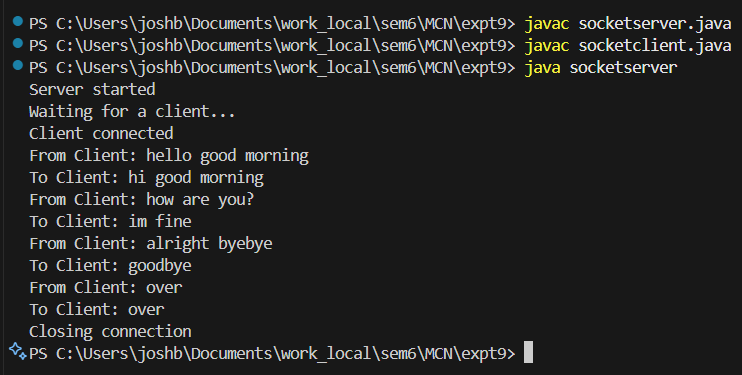 PS C:\Users\joshb\Documents\work_local\sem6\MCN\expt9> javac socketserver.java
PS C:\Users\joshb\Documents\work_local\sem6\MCN\expt9> javac socketclient.java
PS C:\Users\joshb\Documents\work_local\sem6\MCN\expt9> java socketserver
Server started
Waiting for a client...
Client connected
From Client: hello good morning
To Client: hi good morning
From Client: how are you?
To Client: im fine
From Client: alright byebye
To Client: goodbye
From Client: over
To Client: over
Closing connection
PS C:\Users\joshb\Documents\work_local\sem6\MCN\expt9>